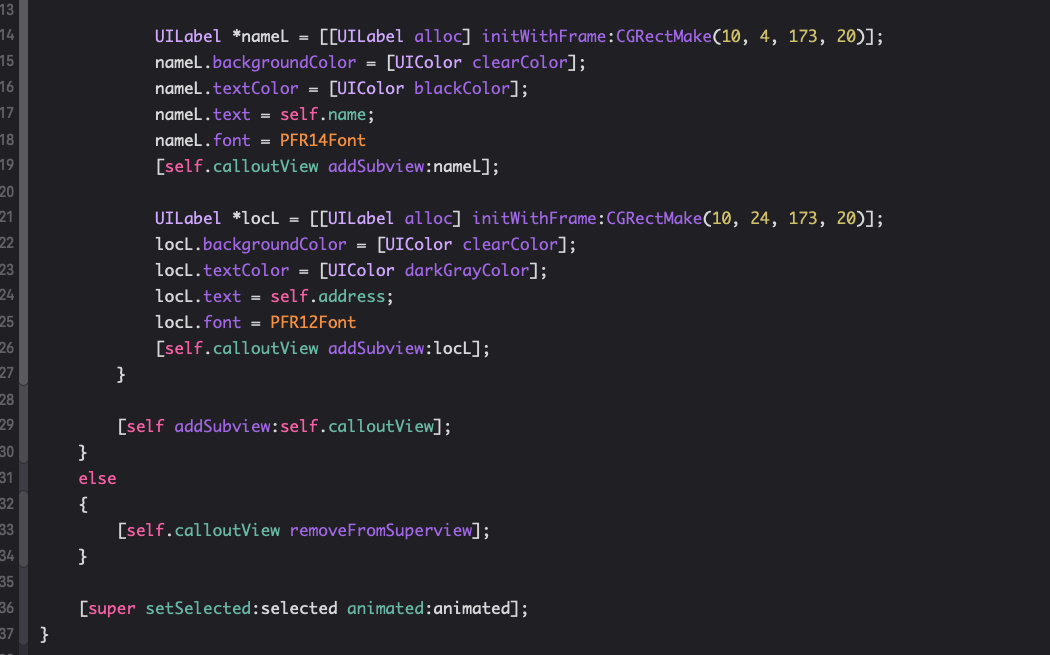 13
14 UILabel *nameL = [[UILabel alloc] initWithFrame:CGRectMake(10, 4, 173, 20)];
15 nameL.backgroundColor = [UIColor clearColor];
16 nameL.textColor = [UIColor blackColor];
17 nameL.text = self.name;
18 nameL.font = PFR14Font
19 [self.calloutView addSubview:nameL];
20
21 UILabel *locL = [[UILabel alloc] initWithFrame:CGRectMake(10, 24, 173, 20)];
22 locL.backgroundColor = [UIColor clearColor];
23 locL.textColor = [UIColor darkGrayColor];
24 locL.text = self.address;
25 locL.font = PFR12Font
26 [self.calloutView addSubview:locL];
27 }
28
29 [self addSubview:self.calloutView];
30 }
31 else
32 {
33 [self.calloutView removeFromSuperview];
34 }
35
36 [super setSelected:selected animated:animated];
37 }